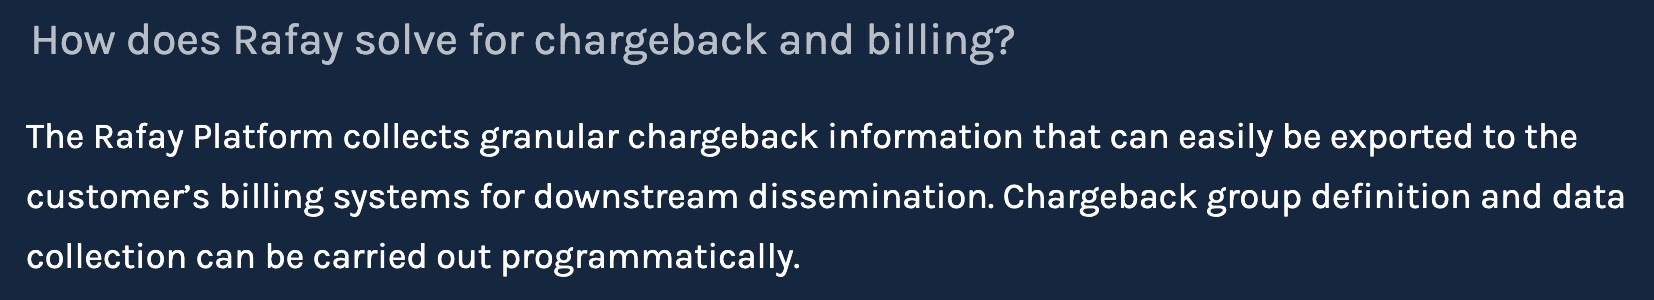 How does Rafay solve for chargeback and billing?
The Rafay Platform collects granular chargeback information that can easily be exported to the
customer’s billing systems for downstream dissemination. Chargeback group definition and data
collection can be carried out programmatically.